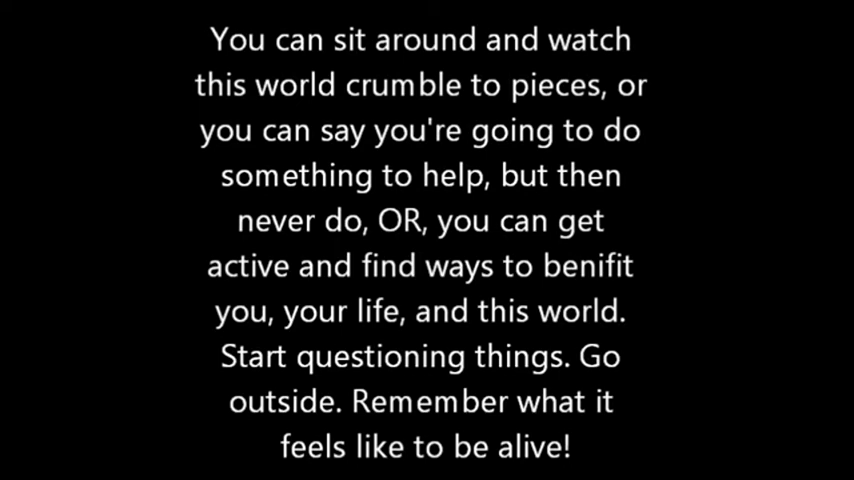 You can sit around and watch
this world crumble to pieces, or
you can say you're going to do
something to help, but then
never do, OR, you can get
active and find ways to benifit
you, your life, and this world.
Start questioning things. Go
outside. Remember what it
feels like to be alive!